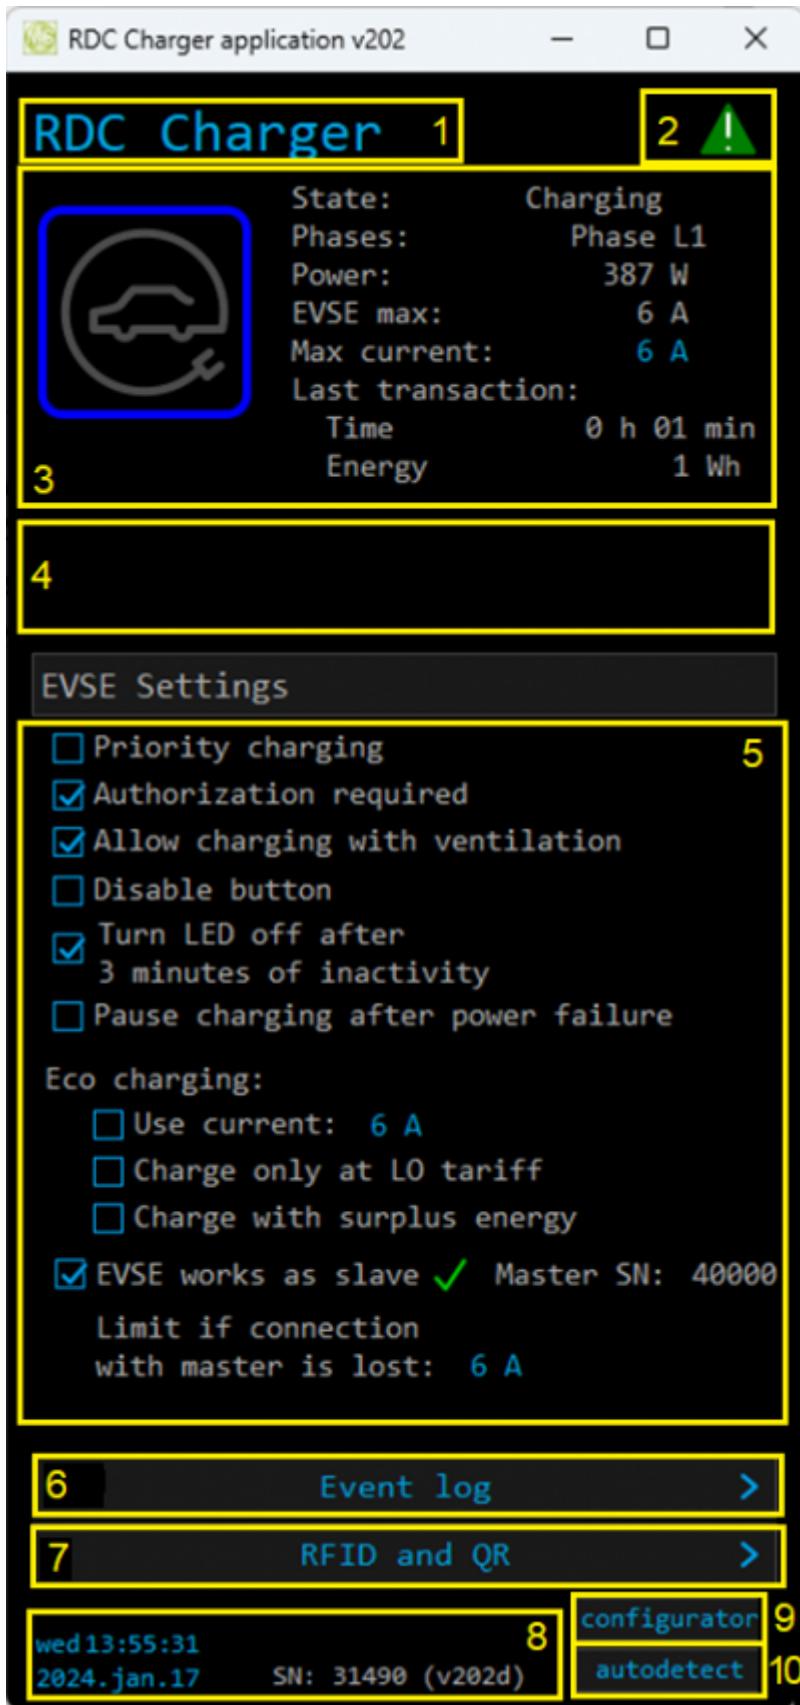 RDC Charger application v202
RDC Charger 1 2
State: Charging
Phases: Phase L1
Power: 387 W
EVSE max: 6 A
Max current: 6 A
Last transaction:
Time 0 h 01 min
Energy 1 Wh
3
4
EVSE Settings
Priority charging 5
Authorization required
Allow charging with ventilation
Disable button
Turn LED off after
3 minutes of inactivity
Pause charging after power failure
Eco charging:
Use current: 6 A
Charge only at LO tariff
Charge with surplus energy
EVSE works as slave Master SN: 40000
Limit if connection
with master is lost: 6 A
6 Event log >
7 RFID and QR >
configurator 9
wed 13:55:31 8
2024.jan.17 SN: 31490 (v202d) autodetect 10